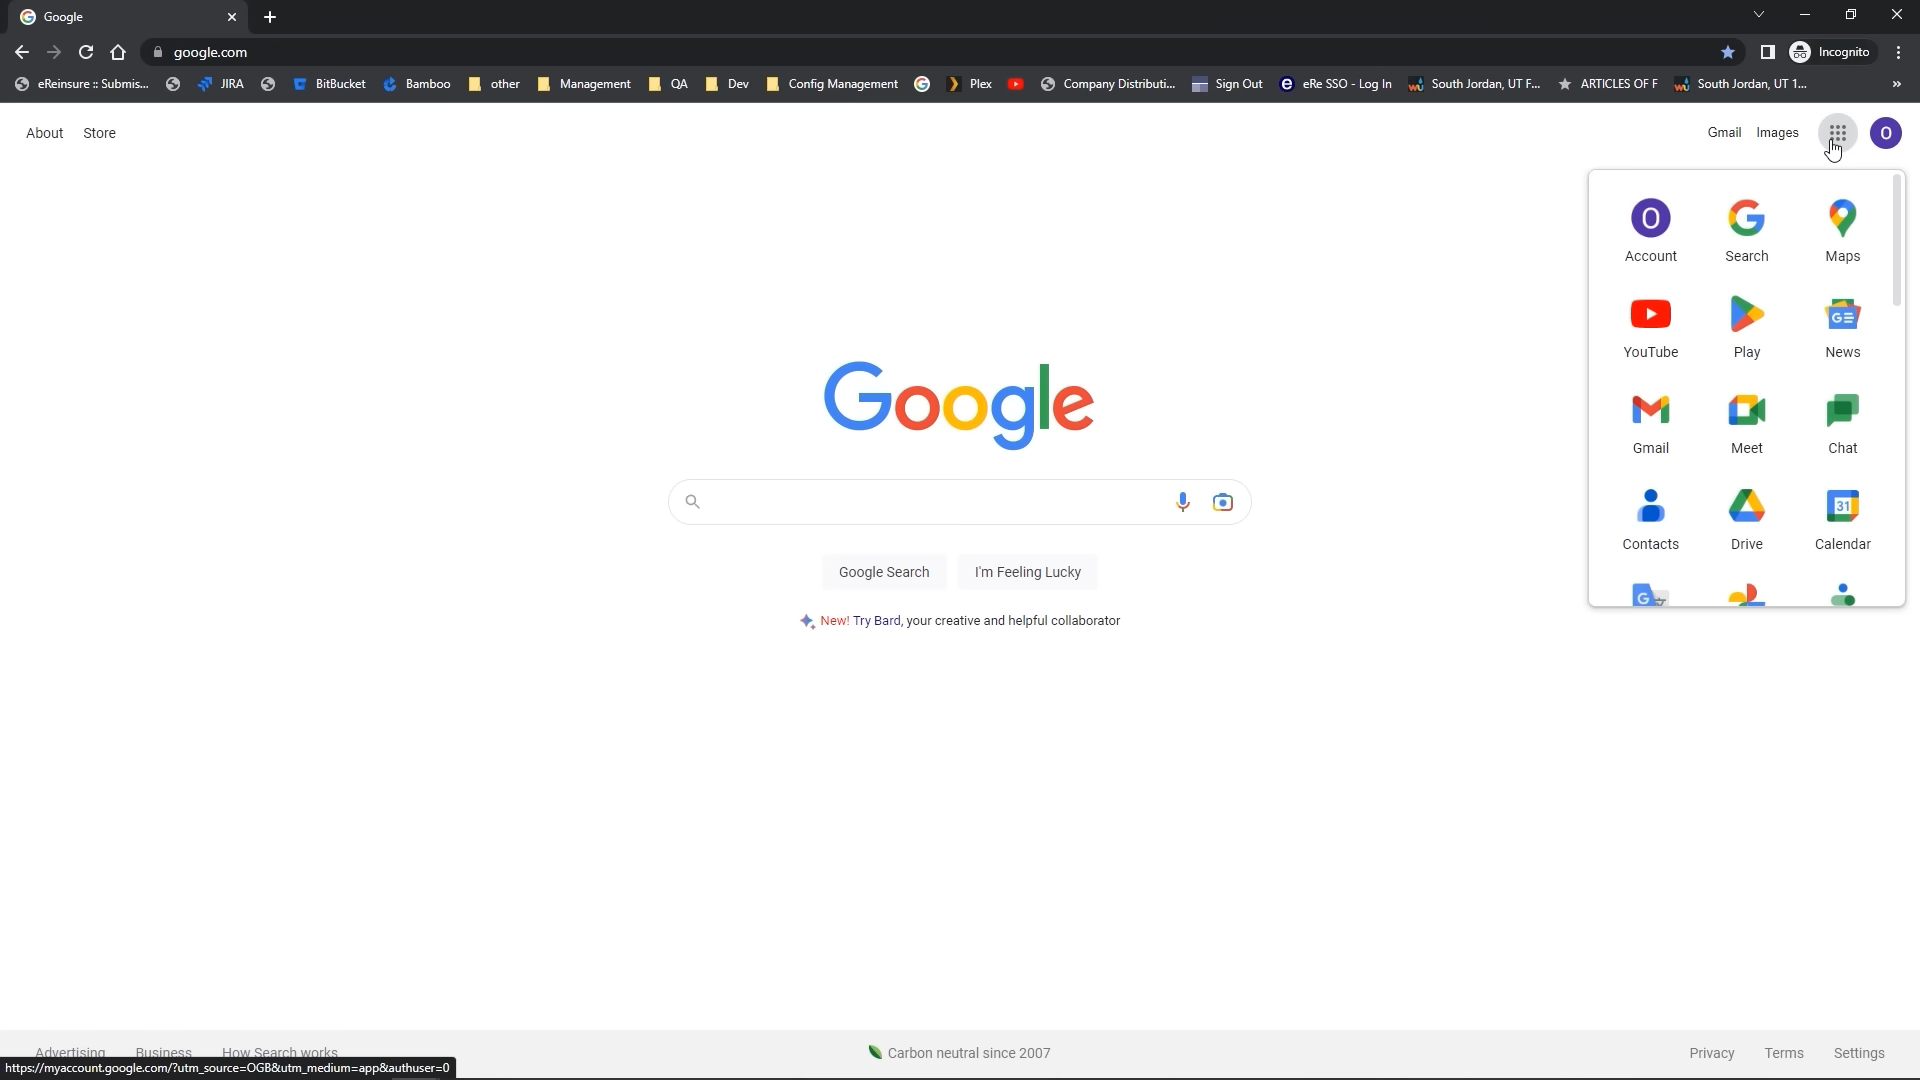 Google
google.com
Incognito
eReinsure :: Submis...
JIRA
BitBucket
Bamboo
other
Management
QA
Dev
Config Management
Plex
Company Distributi...
Sign Out
eRe SSO - Log In
South Jordan, UT F...
ARTICLES OF F
South Jordan, UT 1...
»
About
Store
Gmail
Images
O
O
Account
Search
Maps
YouTube
Play
News
Gmail
Meet
Chat
31
Contacts
Drive
Calendar
Google
Google Search
I'm Feeling Lucky
New! Try Bard, your creative and helpful collaborator
Advertising
Business
How Search works
Carbon neutral since 2007
Privacy
Terms
Settings
https://myaccount.google.com/?utm_source=OGB&utm_medium=app&authuser=0